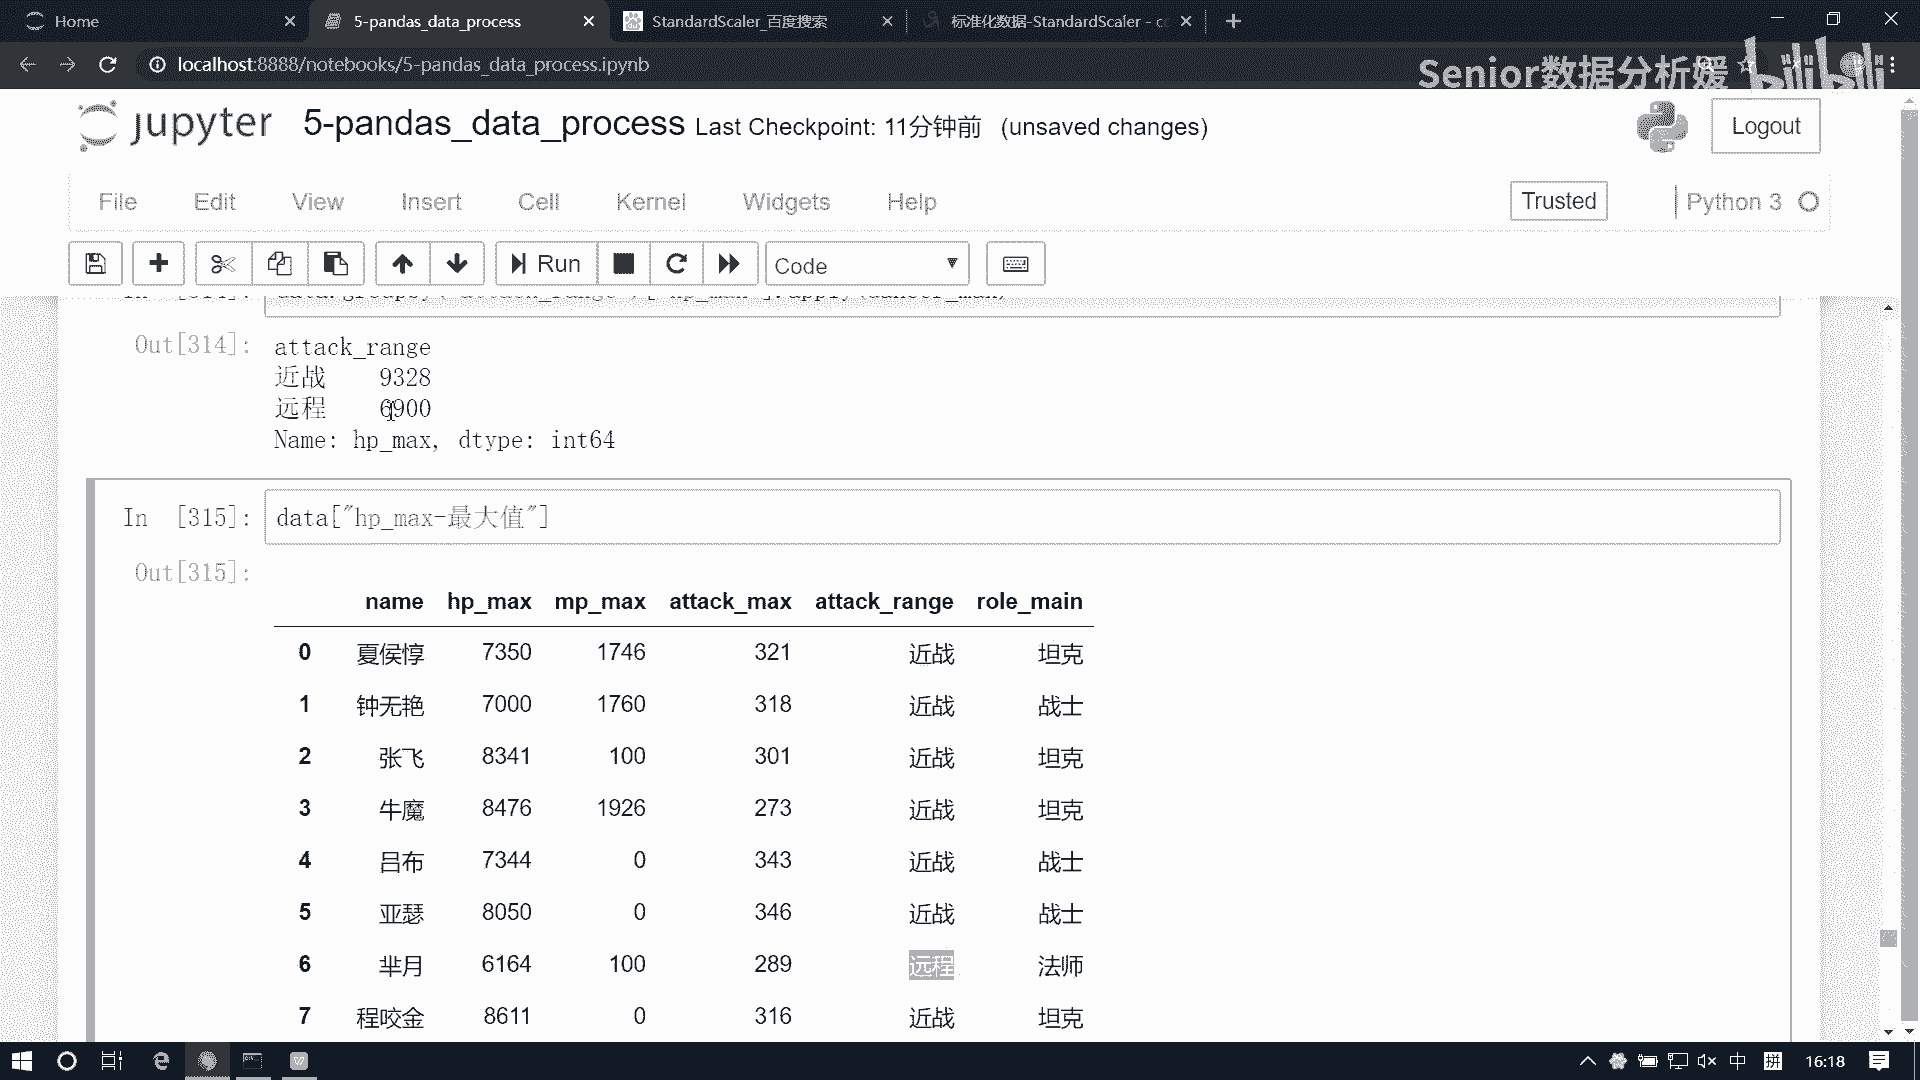 Home
5-pandas_data_process
StandardScaler_百度搜索
标准化数据-StandardScaler - c
localhost:8888/notebooks/5-pandas_data_process.ipynb
Senior数据分析媛 bilibili
jupyter 5-pandas_data_process Last Checkpoint: 11分钟前 (unsaved changes)
Logout
File Edit View Insert Cell Kernel Widgets Help
Trusted
Python 3
Run
Code
Out[314]: attack_range
近战 9328
远程 6900
Name: hp_max, dtype: int64
In [315]: data["hp_max-最大值"]
Out[315]:
name hp_max mp_max attack_max attack_range role_main
0 夏侯惇 7350 1746 321 近战 坦克
1 钟无艳 7000 1760 318 近战 战士
2 张飞 8341 100 301 近战 坦克
3 牛魔 8476 1926 273 近战 坦克
4 吕布 7344 0 343 近战 战士
5 亚瑟 8050 0 346 近战 战士
6 芈月 6164 100 289 远程 法师
7 程咬金 8611 0 316 近战 坦克
中 拼 16:18